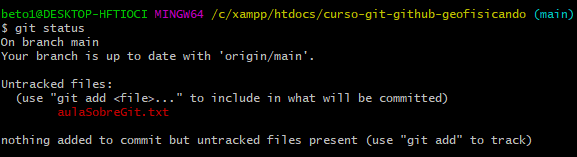 beto1@DESKTOP-HFTIOCI MINGW64 /c/xampp/htdocs/curso-git-github-geofisicando (main)
$ git status
On branch main
Your branch is up to date with 'origin/main'.

Untracked files:
  (use "git add <file>..." to include in what will be committed)
        aulaSobreGit.txt

nothing added to commit but untracked files present (use "git add" to track)